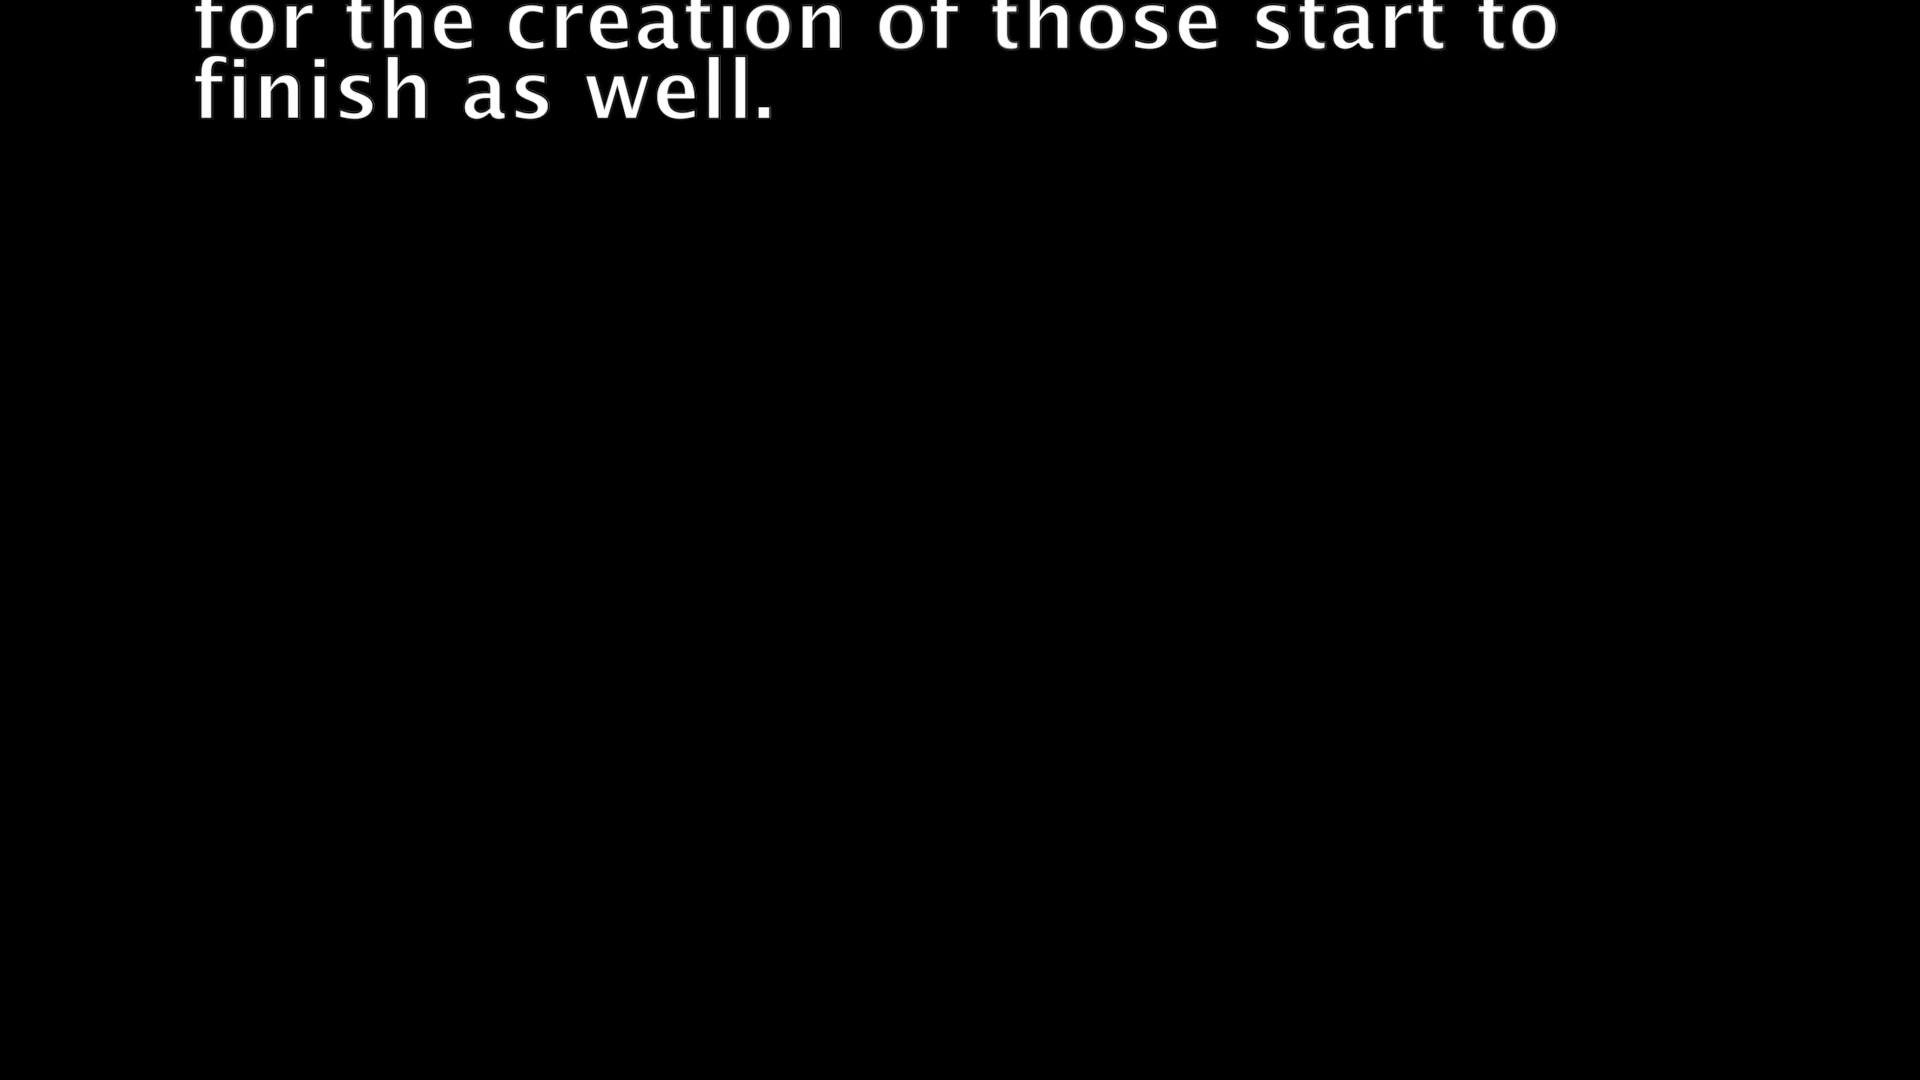 for the creation of those start to
finish as well.